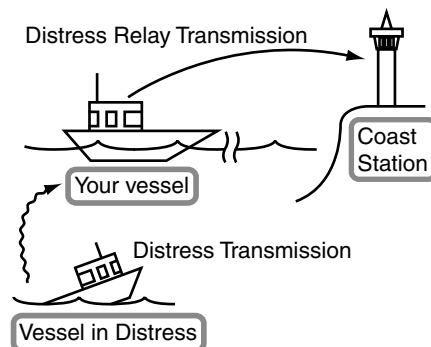 Distress Relay Transmission
Coast
Station
Your vessel
Distress Transmission
Vessel in Distress